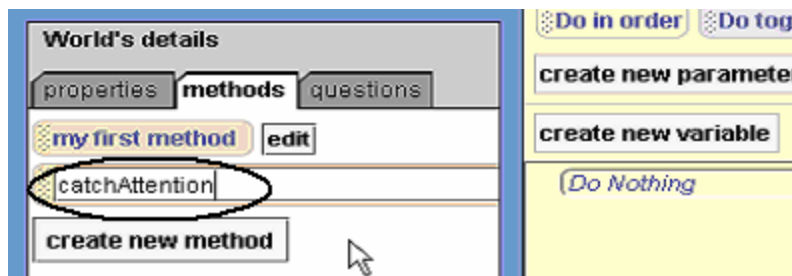 World's details
properties methods questions
my first method edit
catchAttention
create new method
Do in order Do tog
create new paramete
create new variable
(Do Nothing